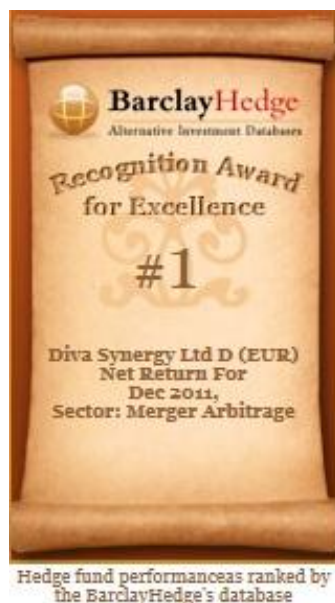 BarclayHedge
Alternative Investment Databases
Recognition Award
for Excellence
#1
Diva Synergy Ltd D (EUR)
Net Return For
Dec 2011,
Sector: Merger Arbitrage
Hedge fund performanceas ranked by
the BarclayHedge's database